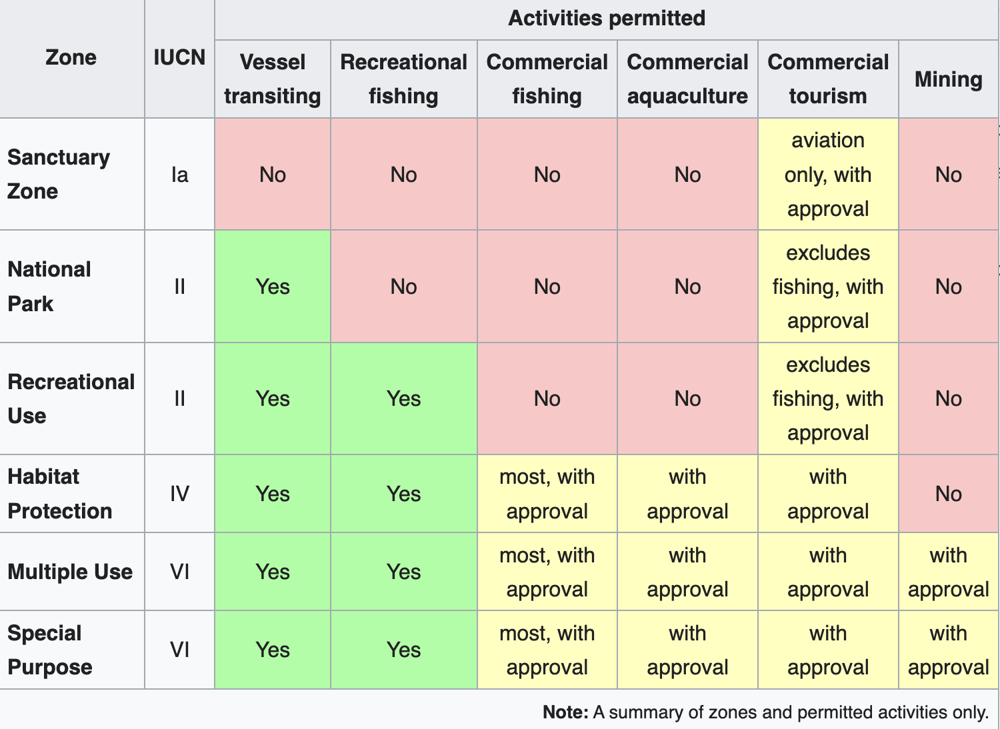 Activities permitted
Zone
IUCN
Vessel
transiting
Recreational
fishing
Commercial
fishing
Commercial
aquaculture
Commercial
tourism
Mining
Sanctuary
Zone
Ia
No
No
No
No
aviation
only, with
approval
No
National
Park
II
Yes
No
No
No
excludes
fishing, with
approval
No
Recreational
Use
II
Yes
Yes
No
No
excludes
fishing, with
approval
No
Habitat
Protection
IV
Yes
Yes
most, with
approval
with
approval
with
approval
No
Multiple Use
VI
Yes
Yes
most, with
approval
with
approval
with
approval
with
approval
Special
Purpose
VI
Yes
Yes
most, with
approval
with
approval
with
approval
with
approval
Note: A summary of zones and permitted activities only.